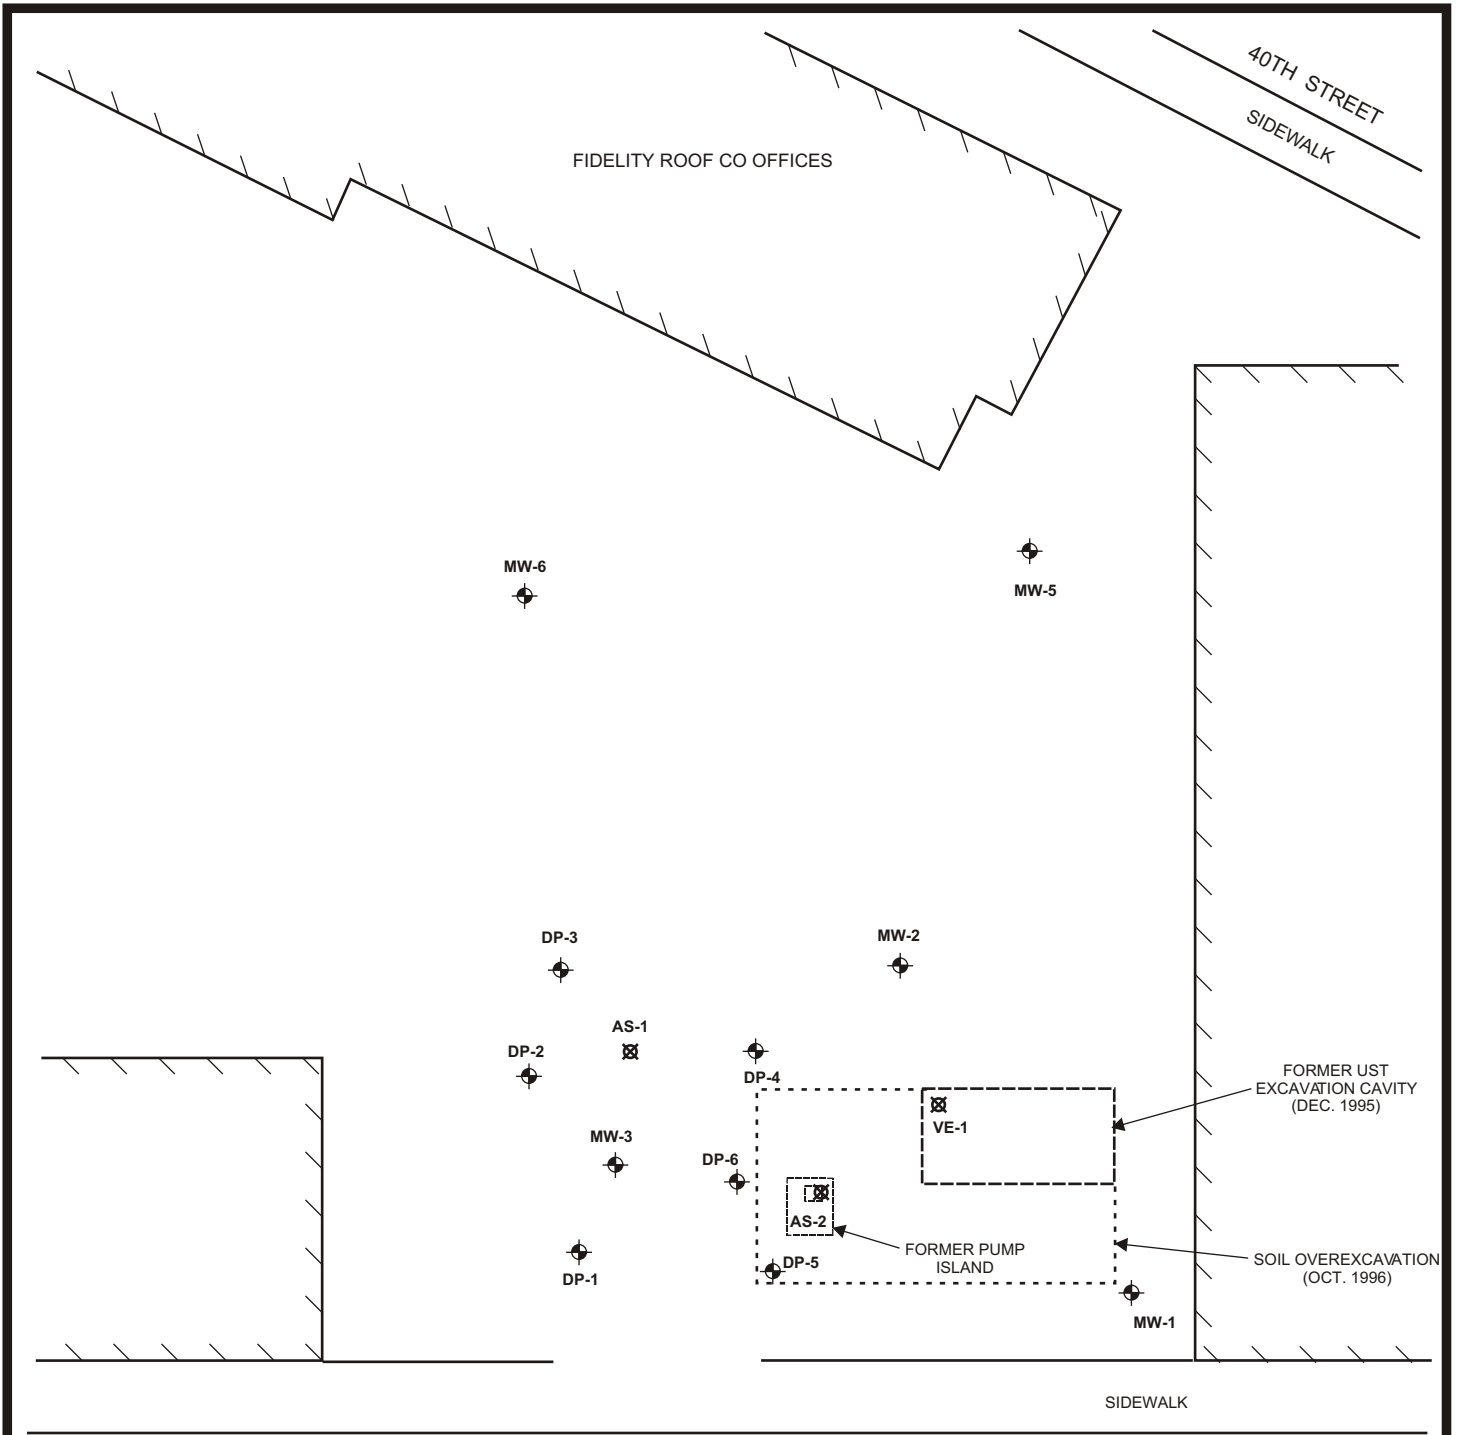 40TH STREET
SIDEWALK
FIDELITY ROOF CO OFFICES
MW-6
MW-5
DP-3
MW-2
AS-1
DP-2
DP-4
FORMER UST
EXCAVATION CAVITY
(DEC. 1995)
VE-1
MW-3
DP-6
AS-2
FORMER PUMP
ISLAND
DP-5
SOIL OVEREXCAVATION
(OCT. 1996)
DP-1
MW-1
SIDEWALK